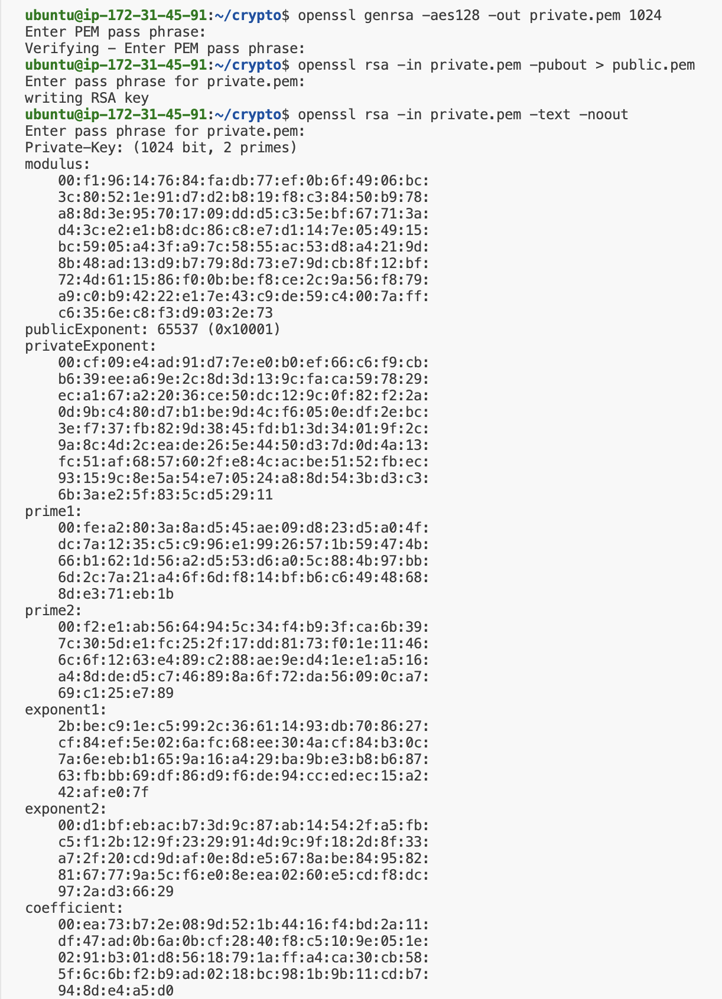 ubuntu@ip-172-31-45-91:~/crypto$ openssl genrsa -aes128 -out private.pem 1024
Enter PEM pass phrase:
Verifying - Enter PEM pass phrase:
ubuntu@ip-172-31-45-91:~/crypto$ openssl rsa -in private.pem -pubout > public.pem
Enter pass phrase for private.pem:
writing RSA key
ubuntu@ip-172-31-45-91:~/crypto$ openssl rsa -in private.pem -text -noout
Enter pass phrase for private.pem:
Private-Key: (1024 bit, 2 primes)
modulus:
    00:f1:96:14:76:84:fa:db:77:ef:0b:6f:49:06:bc:
    3c:80:52:1e:91:d7:d2:b8:19:f8:c3:84:50:b9:78:
    a8:8d:3e:95:70:17:09:dd:d5:c3:5e:bf:67:71:3a:
    d4:3c:e2:e1:b8:dc:86:c8:e7:d1:14:7e:05:49:15:
    bc:59:05:a4:3f:a9:7c:58:55:ac:53:d8:a4:21:9d:
    8b:48:ad:13:d9:b7:79:8d:73:e7:9d:cb:8f:12:bf:
    72:4d:61:15:86:f0:0b:be:f8:ce:2c:9a:56:f8:79:
    a9:c0:b9:42:22:e1:7e:43:c9:de:59:c4:00:7a:ff:
    c6:35:6e:c8:f3:d9:03:2e:73
publicExponent: 65537 (0x10001)
privateExponent:
    00:cf:09:e4:ad:91:d7:7e:e0:b0:ef:66:c6:f9:cb:
    b6:39:ee:a6:9e:2c:8d:3d:13:9c:fa:ca:59:78:29:
    ec:a1:67:a2:20:36:ce:50:dc:12:9c:0f:82:f2:2a:
    0d:9b:c4:80:d7:b1:be:9d:4c:f6:05:0e:df:2e:bc:
    3e:f7:37:fb:82:9d:38:45:fd:b1:3d:34:01:9f:2c:
    9a:8c:4d:2c:ea:de:26:5e:44:50:d3:7d:0d:4a:13:
    fc:51:af:68:57:60:2f:e8:4c:ac:be:51:52:fb:ec:
    93:15:9c:8e:5a:54:e7:05:24:a8:8d:54:3b:d3:c3:
    6b:3a:e2:5f:83:5c:d5:29:11
prime1:
    00:fe:a2:80:3a:8a:d5:45:ae:09:d8:23:d5:a0:4f:
    dc:7a:12:35:c5:c9:96:e1:99:26:57:1b:59:47:4b:
    66:b1:62:1d:56:a2:d5:53:d6:a0:5c:88:4b:97:bb:
    6d:2c:7a:21:a4:6f:6d:f8:14:bf:b6:c6:49:48:68:
    8d:e3:71:eb:1b
prime2:
    00:f2:e1:ab:56:64:94:5c:34:f4:b9:3f:ca:6b:39:
    7c:30:5d:e1:fc:25:2f:17:dd:81:73:f0:1e:11:46:
    6c:6f:12:63:e4:89:c2:88:ae:9e:d4:1e:e1:a5:16:
    a4:8d:de:d5:c7:46:89:8a:6f:72:da:56:09:0c:a7:
    69:c1:25:e7:89
exponent1:
    2b:be:c9:1e:c5:99:2c:36:61:14:93:db:70:86:27:
    cf:84:ef:5e:02:6a:fc:68:ee:30:4a:cf:84:b3:0c:
    7a:6e:eb:b1:65:9a:16:a4:29:ba:9b:e3:b8:b6:87:
    63:fb:bb:69:df:86:d9:f6:de:94:cc:ed:ec:15:a2:
    42:af:e0:7f
exponent2:
    00:d1:bf:eb:ac:b7:3d:9c:87:ab:14:54:2f:a5:fb:
    c5:f1:2b:12:9f:23:29:91:4d:9c:9f:18:2d:8f:33:
    a7:2f:20:cd:9d:af:0e:8d:e5:67:8a:be:84:95:82:
    81:67:77:9a:5c:f6:e0:8e:ea:02:60:e5:cd:f8:dc:
    97:2a:d3:66:29
coefficient:
    00:ea:73:b7:2e:08:9d:52:1b:44:16:f4:bd:2a:11:
    df:47:ad:0b:6a:0b:cf:28:40:f8:c5:10:9e:05:1e:
    02:91:b3:01:d8:56:18:79:1a:ff:a4:ca:30:cb:58:
    5f:6c:6b:f2:b9:ad:02:18:bc:98:1b:9b:11:cd:b7:
    94:8d:e4:a5:d0